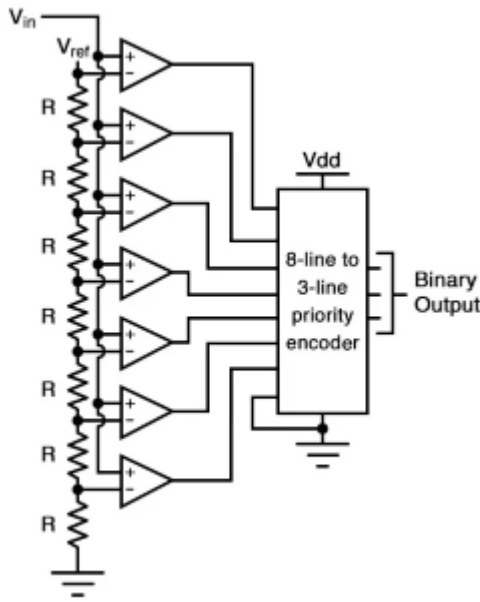 Vin
Vref
R
R
R
R
R
R
R
+
−
+
−
+
−
+
−
+
−
+
−
+
−
Vdd
8-line to
3-line
priority
encoder
Binary
Output